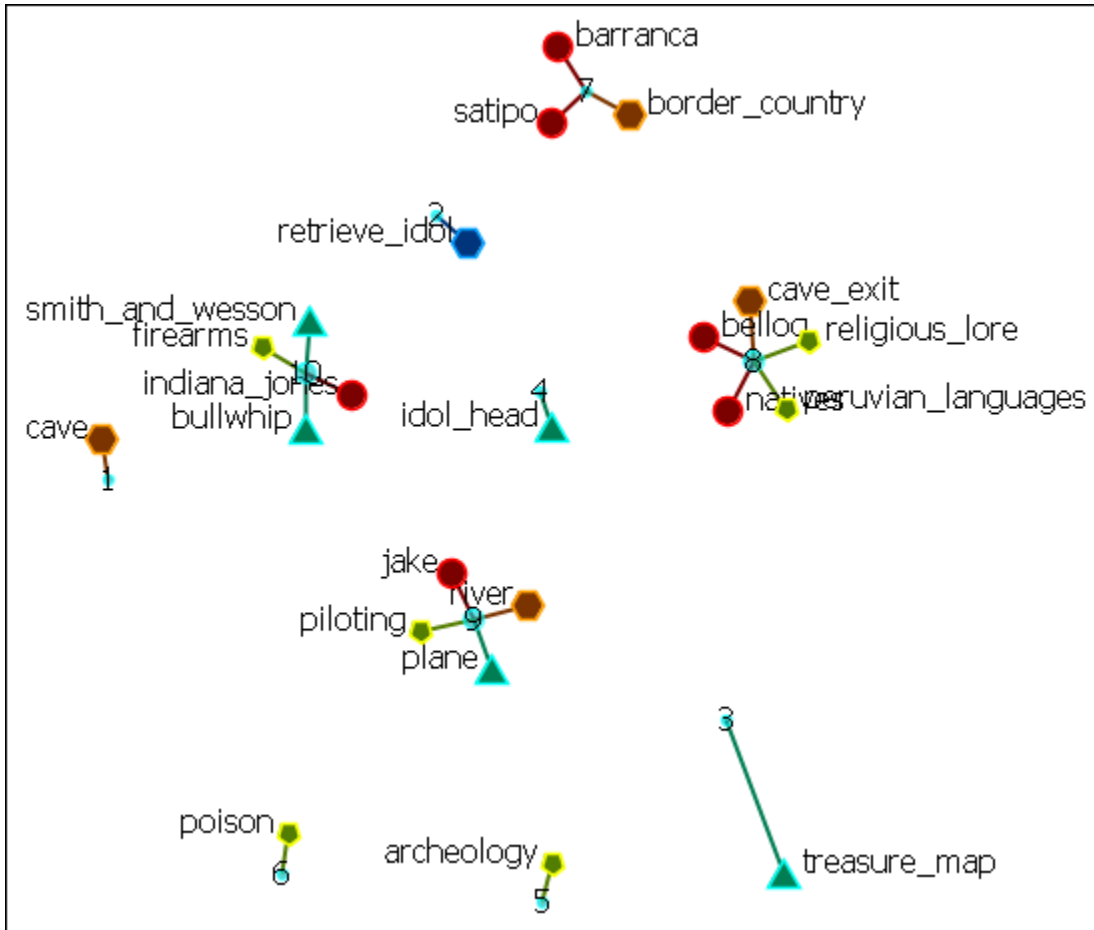 barranca
7
satipo
border_country
2
retrieve_idol
cave_exit
smith_and_wesson
firearms
belloq
religious_lore
8
10
indiana_jones
4
natives
peruvian_languages
bullwhip
idol_head
cave
1
jake
river
piloting
9
plane
3
poison
6
archeology
5
treasure_map